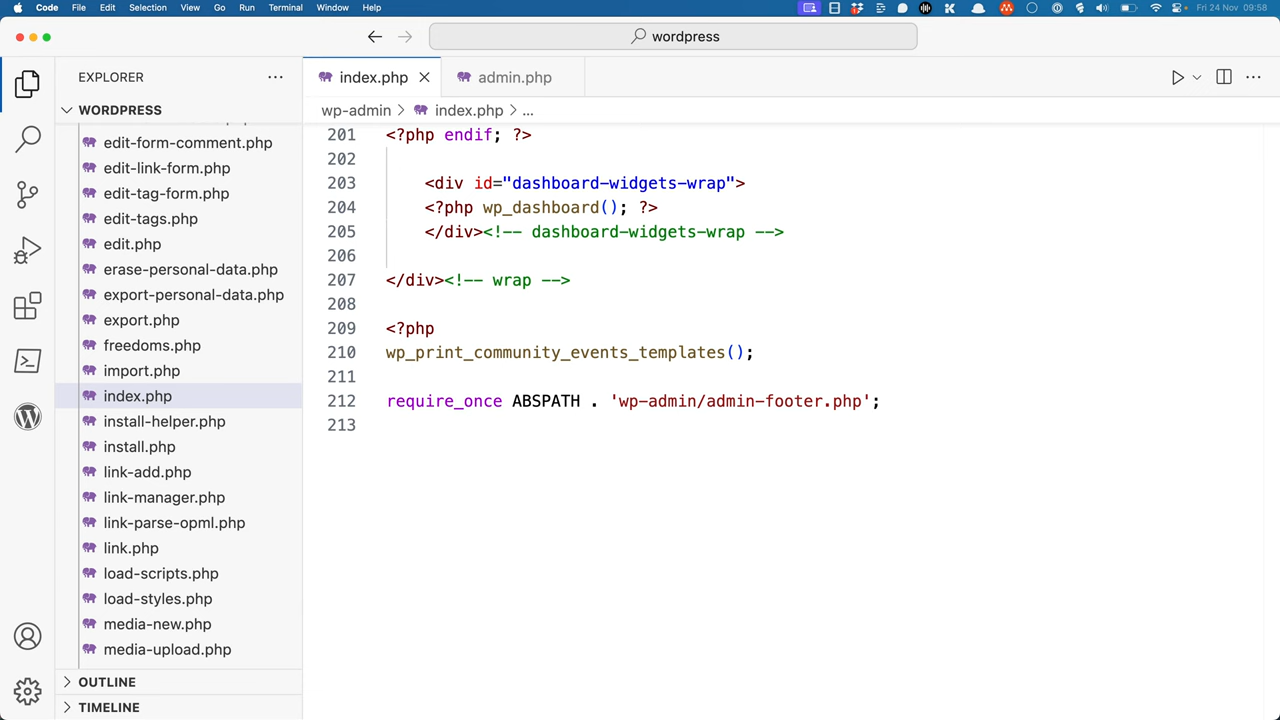 Code File Edit Selection View Go Run Terminal Window Help Fri 24 Nov 09:58
wordpress
EXPLORER
index.php
admin.php
WORDPRESS
wp-admin > index.php > ...
edit-form-comment.php
edit-link-form.php
edit-tag-form.php
edit-tags.php
edit.php
erase-personal-data.php
export-personal-data.php
export.php
freedoms.php
import.php
index.php
install-helper.php
install.php
link-add.php
link-manager.php
link-parse-opml.php
link.php
load-scripts.php
load-styles.php
media-new.php
media-upload.php
OUTLINE
TIMELINE
201 <?php endif; ?>
202
203 <div id="dashboard-widgets-wrap">
204 <?php wp_dashboard(); ?>
205 </div><!-- dashboard-widgets-wrap -->
206
207 </div><!-- wrap -->
208
209 <?php
210 wp_print_community_events_templates();
211
212 require_once ABSPATH . 'wp-admin/admin-footer.php';
213